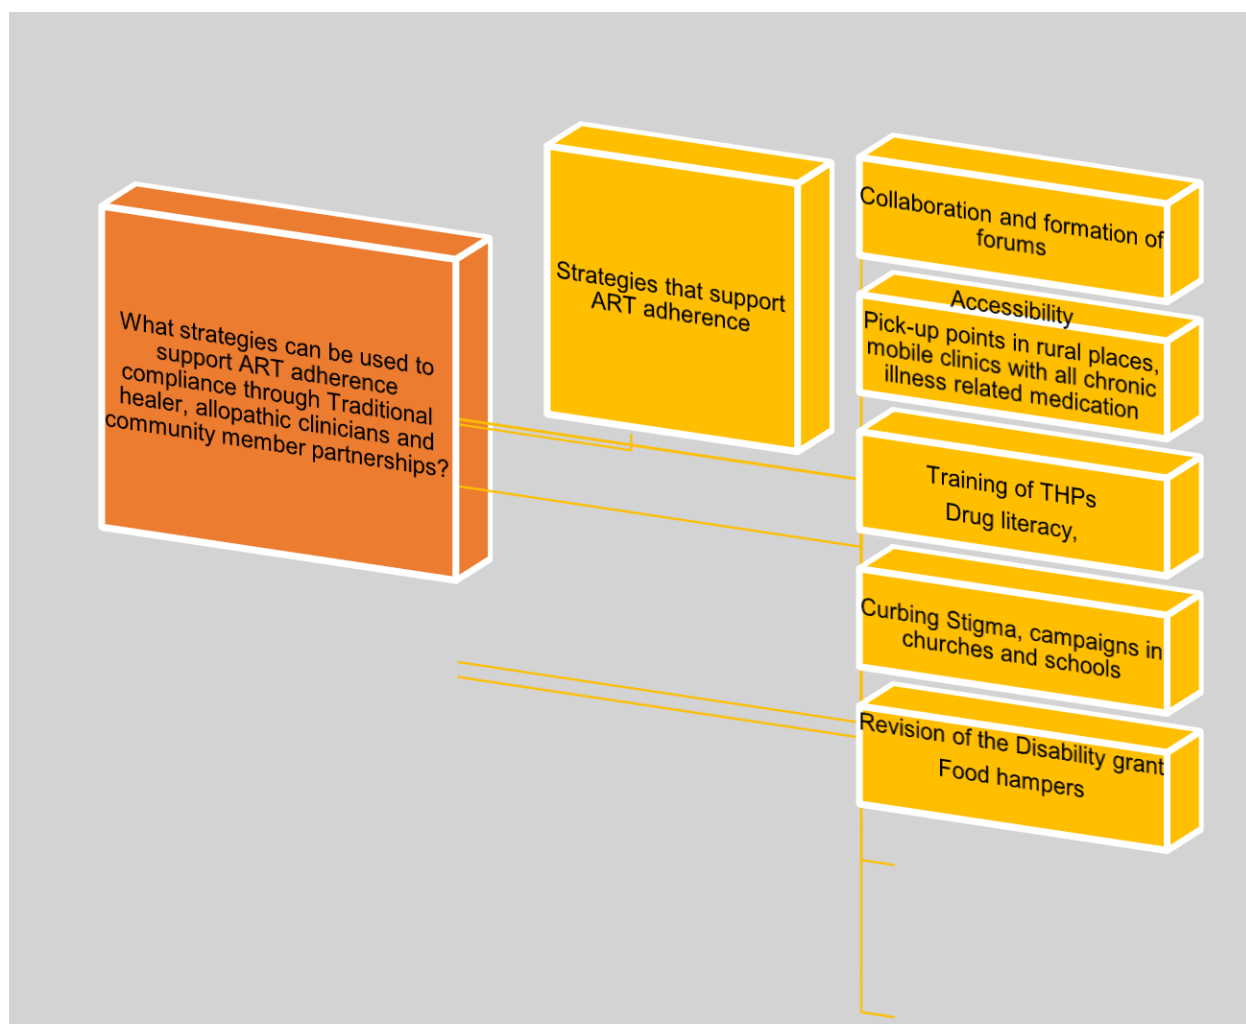 What strategies can be used to
support ART adherence
compliance through Traditional
healer, allopathic clinicians and
community member partnerships?
Strategies that support
ART adherence
Collaboration and formation of
forums
Accessibility
Pick-up points in rural places,
mobile clinics with all chronic
illness related medication
Training of THPs
Drug literacy,
Curbing Stigma, campaigns in
churches and schools
Revision of the Disability grant
Food hampers